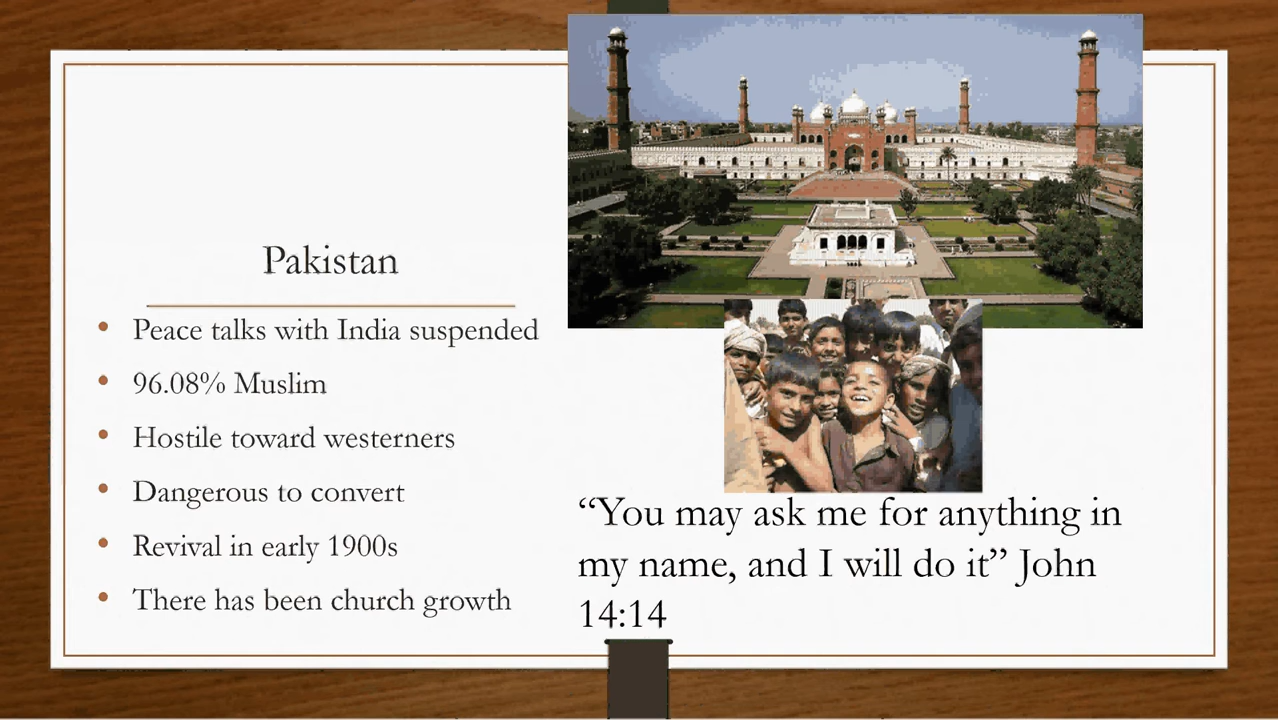 Pakistan
• Peace talks with India suspended
• 96.08% Muslim
• Hostile toward westerners
• Dangerous to convert
• Revival in early 1900s
• There has been church growth
“You may ask me for anything in
my name, and I will do it” John
14:14